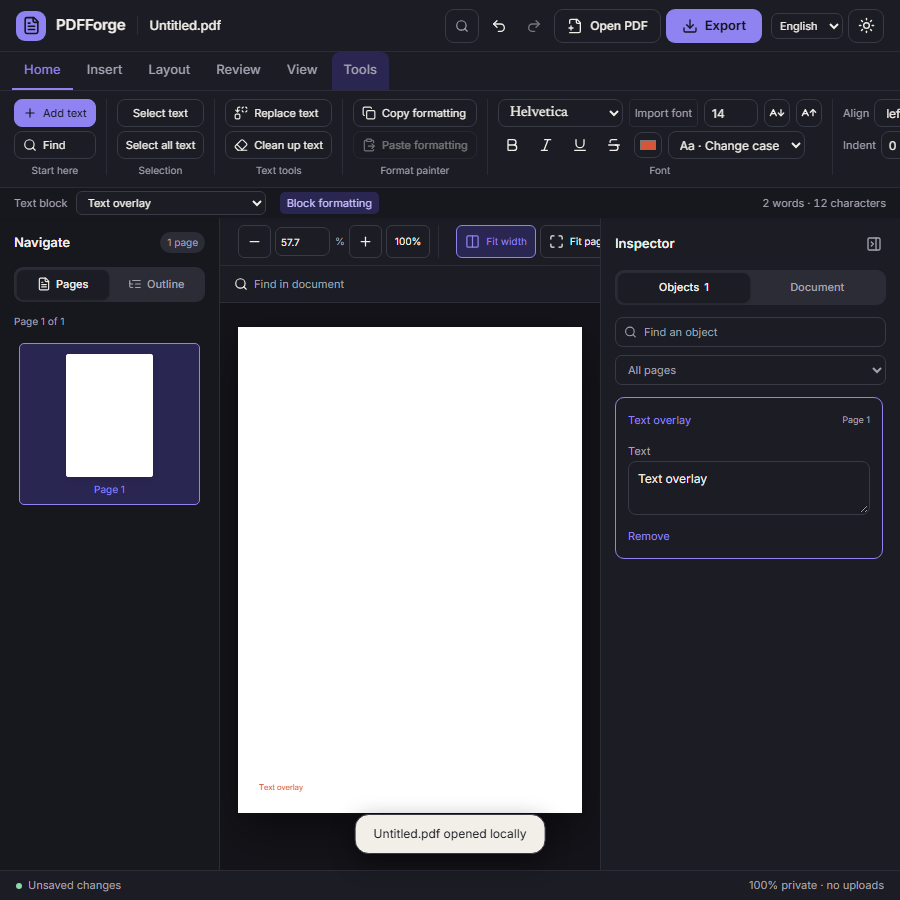 PDFForge
Untitled.pdf
Open PDF
Export
English
Home
Insert
Layout
Review
View
Tools
Add text
Find
Start here
Select text
Select all text
Selection
Replace text
Clean up text
Text tools
Copy formatting
Paste formatting
Format painter
Helvetica
Import font
14
A
A
B
I
U
S
Aa · Change case
Font
Align
lef
Indent
0
Text block
Text overlay
Block formatting
2 words · 12 characters
Navigate
1 page
Pages
Outline
Page 1 of 1
Page 1
57.7
%
100%
Fit width
Fit pag
Find in document
Text overlay
Untitled.pdf opened locally
Inspector
Objects 1
Document
Find an object
All pages
Text overlay
Page 1
Text
Text overlay
Remove
Unsaved changes
100% private · no uploads